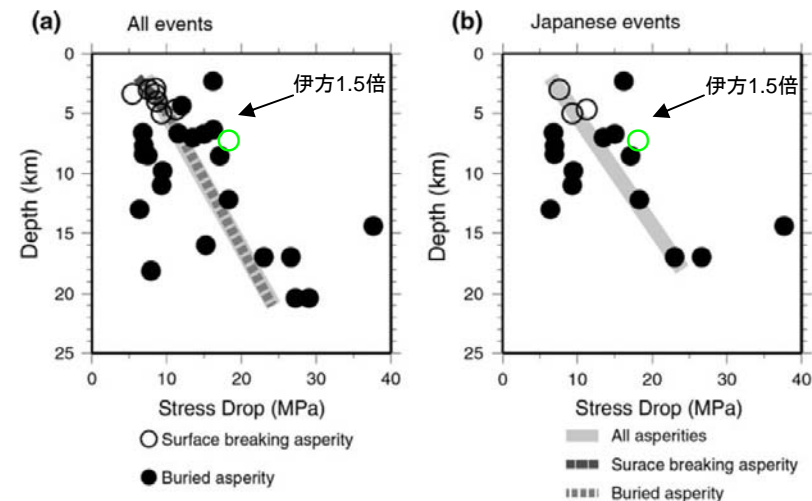 (a) All events
0
5
10
15
20
25
Depth (km)
0 10 20 30 40
Stress Drop (MPa)
伊方1.5倍
(b) Japanese events
0
5
10
15
20
25
Depth (km)
0 10 20 30 40
Stress Drop (MPa)
伊方1.5倍
Surface breaking asperity
Buried asperity
All asperities
Surace breaking asperity
Buried asperity